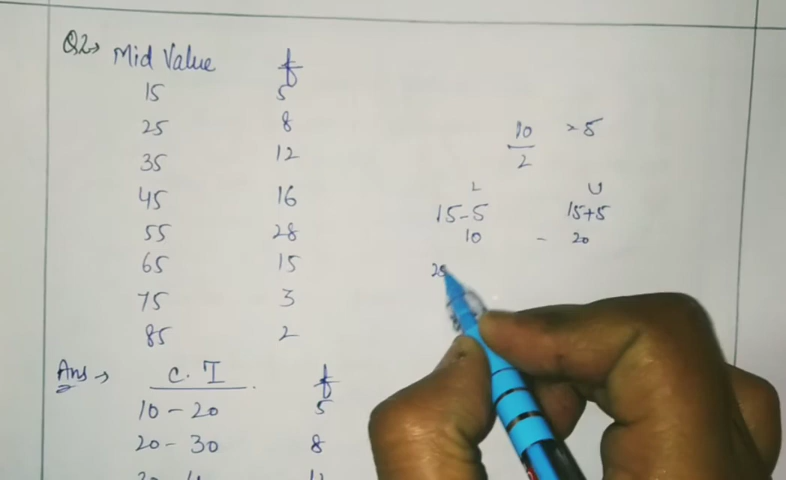 Q2→ Mid Value f
15 5
25 8
35 12
45 16
55 28
65 15
75 3
85 2
10/2 = 5
L U
15-5 15+5
10 - 20
Ans → C.I f
10-20 5
20-30 8